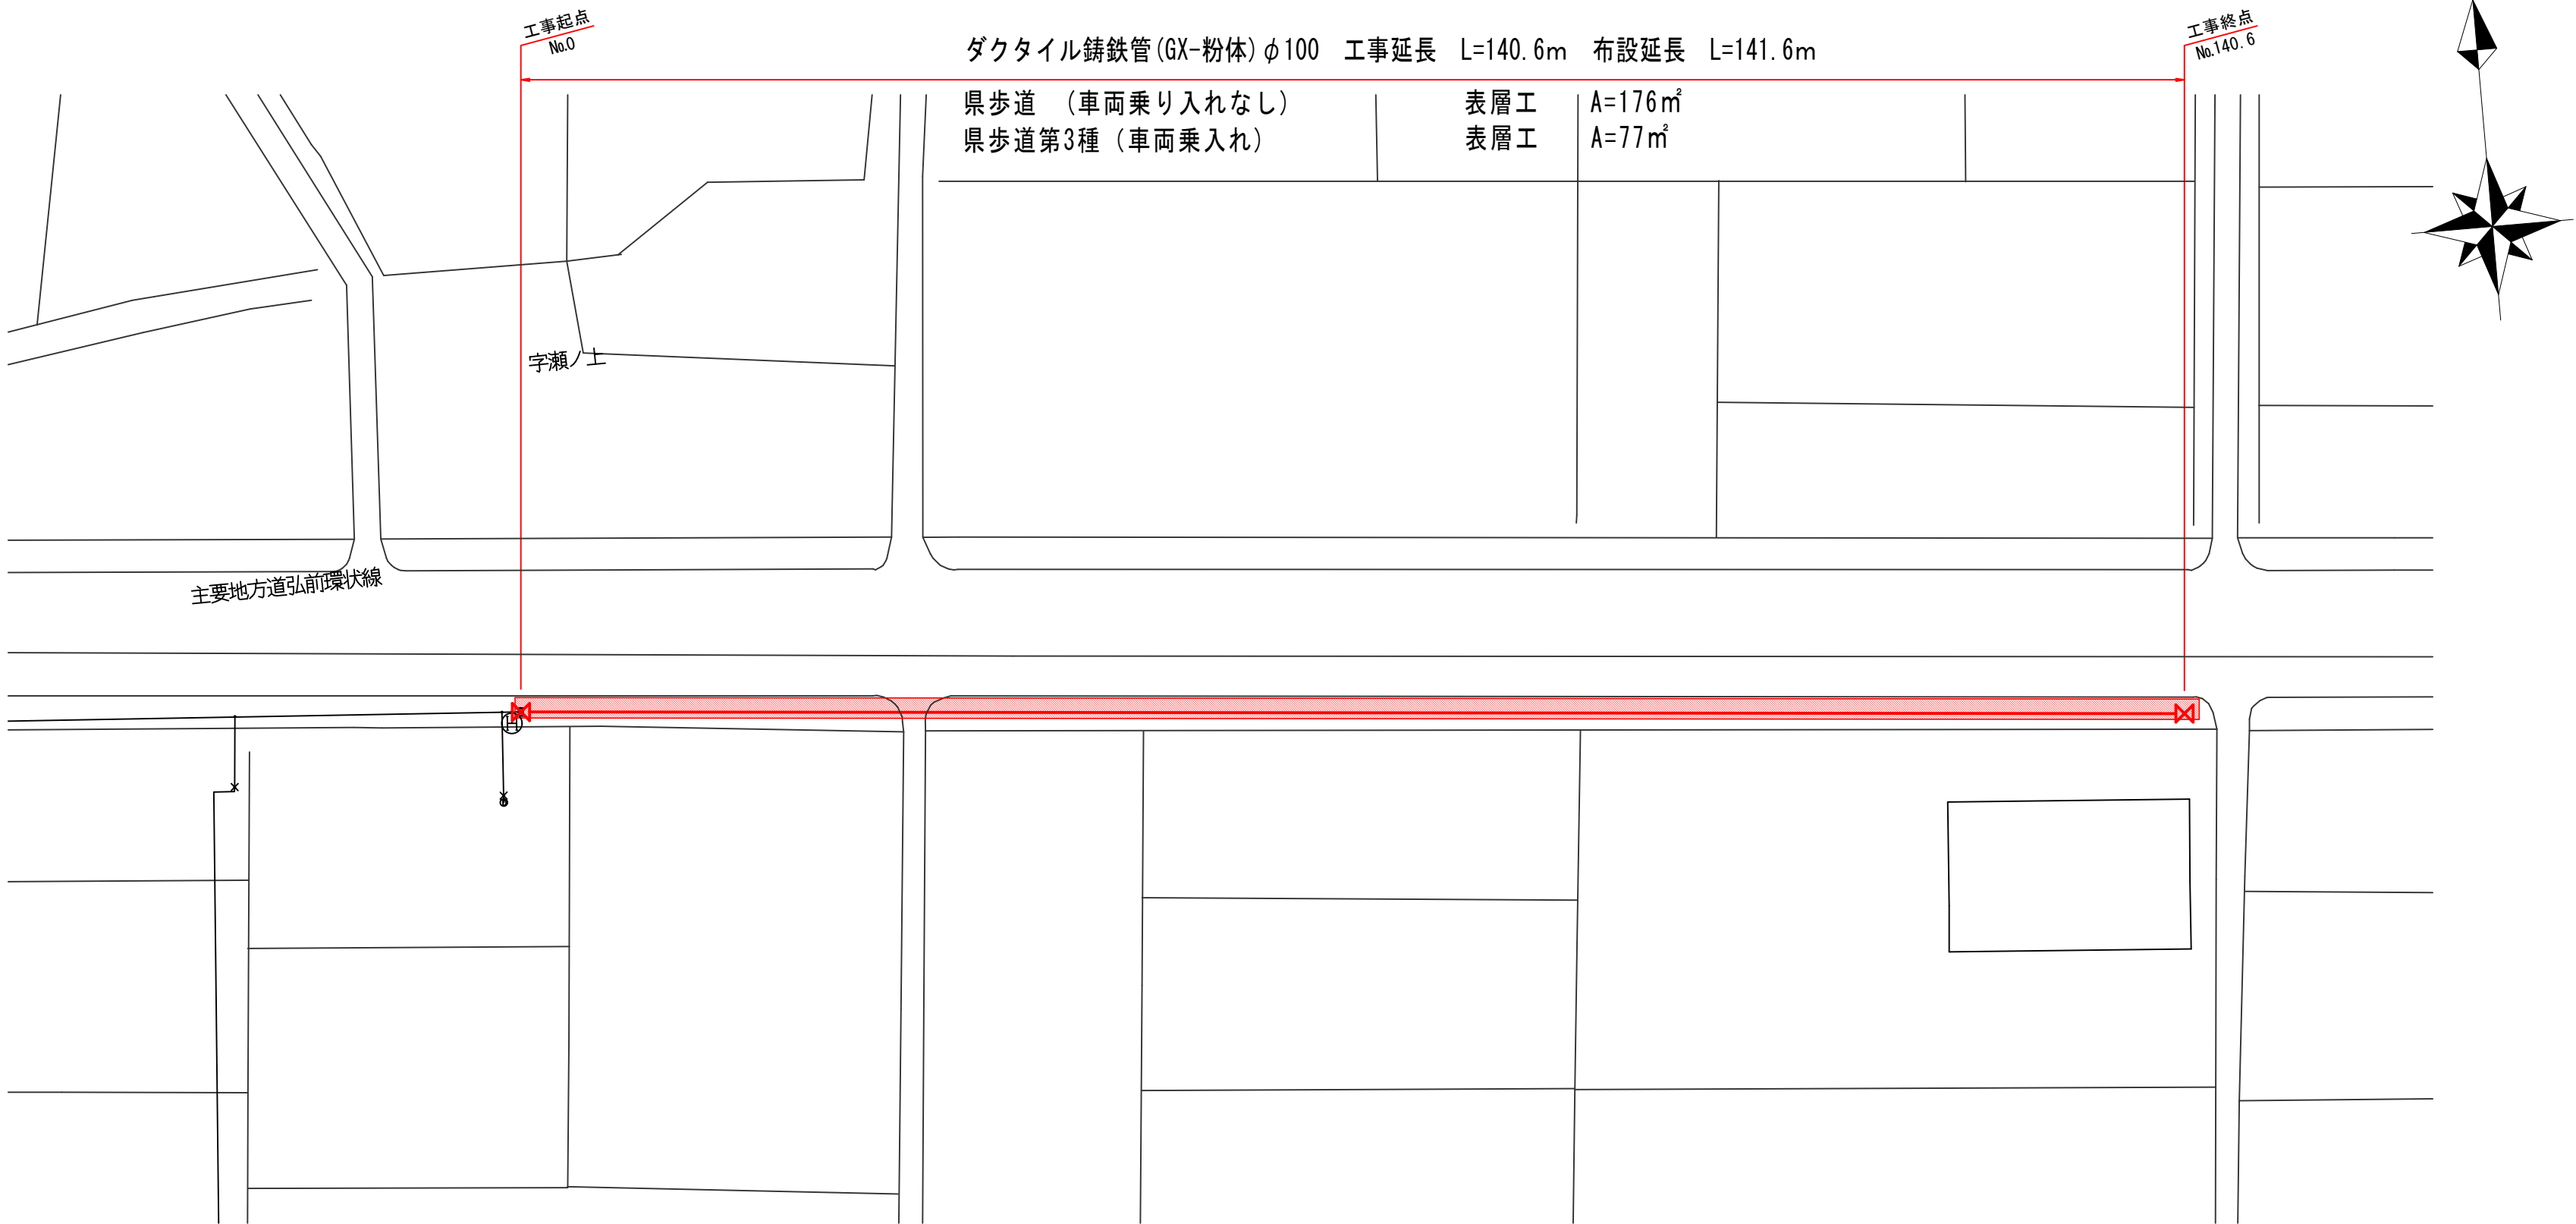 工事起点
№0
ダクタイル鋳鉄管(GX-粉体)φ100　工事延長　L=140.6m　布設延長　L=141.6m
工事終点
№140.6
県歩道　(車両乗り入れなし)　表層工　A=176㎡
県歩道第3種(車両乗入れ)　表層工　A=77㎡
字瀬ノ上
主要地方道弘前環状線
H